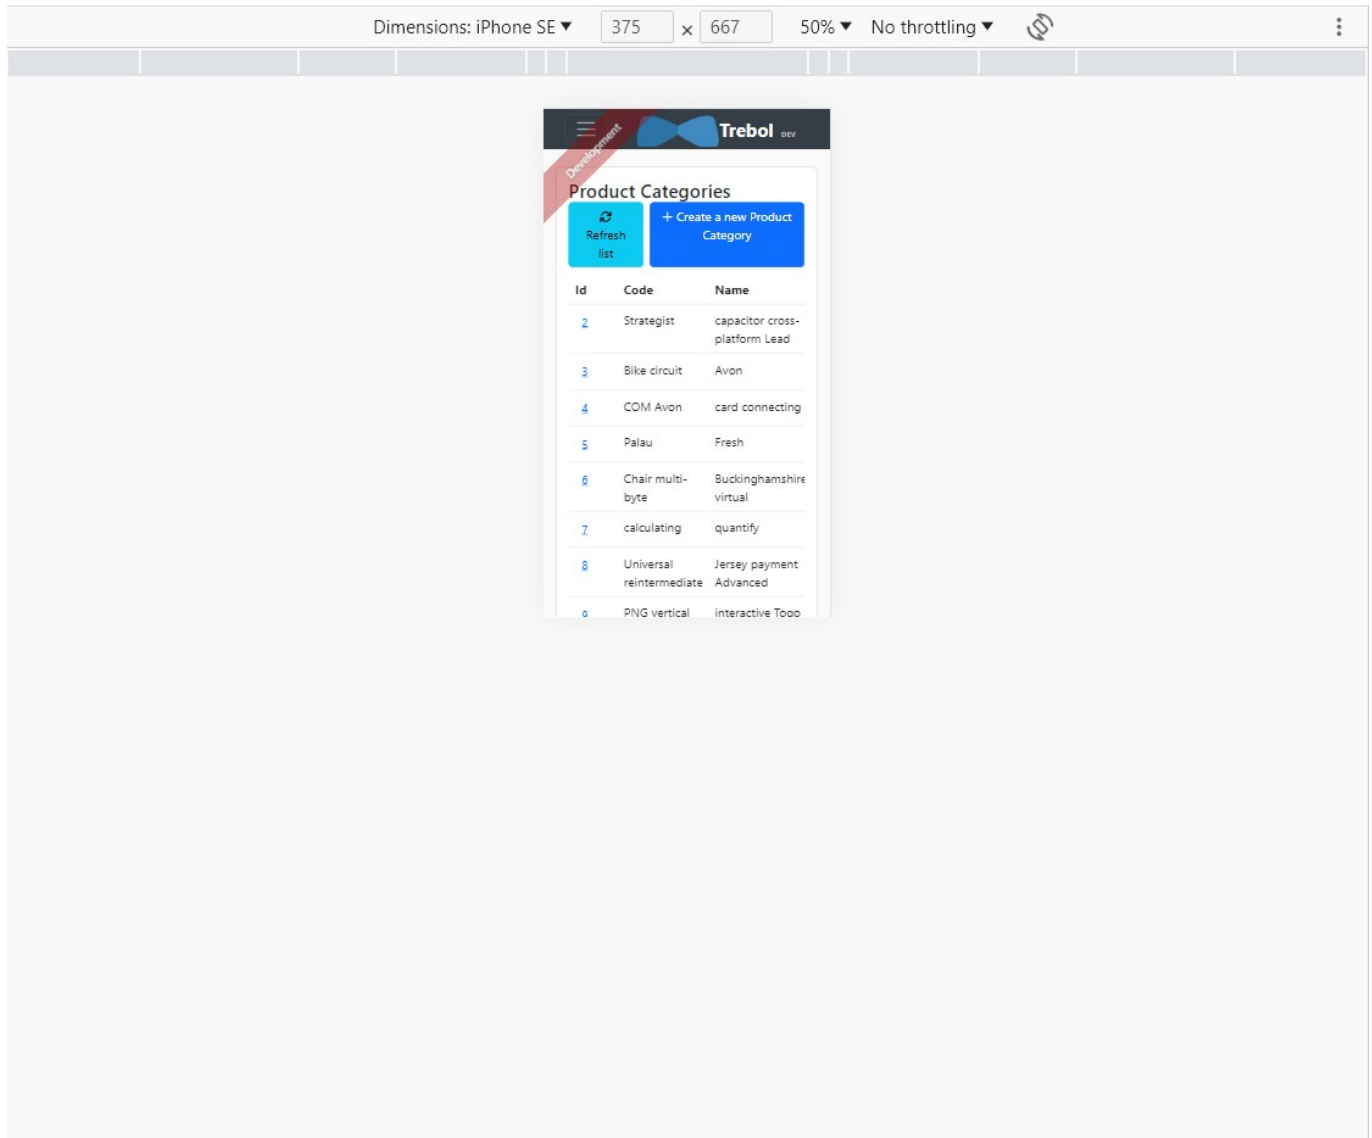 Dimensions: iPhone SE ▼ 375 × 667 50% ▼ No throttling ▼
Development
Trebol DEV
Product Categories
Refresh
list
+ Create a new Product
Category
Id Code Name
2 Strategist capacitor cross-
platform Lead
3 Bike circuit Avon
4 COM Avon card connecting
5 Palau Fresh
6 Chair multi- Buckinghamshire
byte virtual
7 calculating quantify
8 Universal Jersey payment
reintermediate Advanced
9 PNG vertical interactive Togo